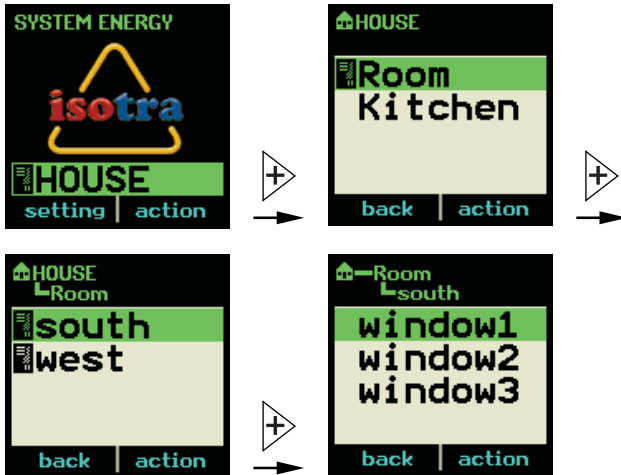 SYSTEM ENERGY
isotra
HOUSE
setting action
+
HOUSE
Room
Kitchen
back action
+
HOUSE
Room
south
west
back action
+
Room
south
window1
window2
window3
back action